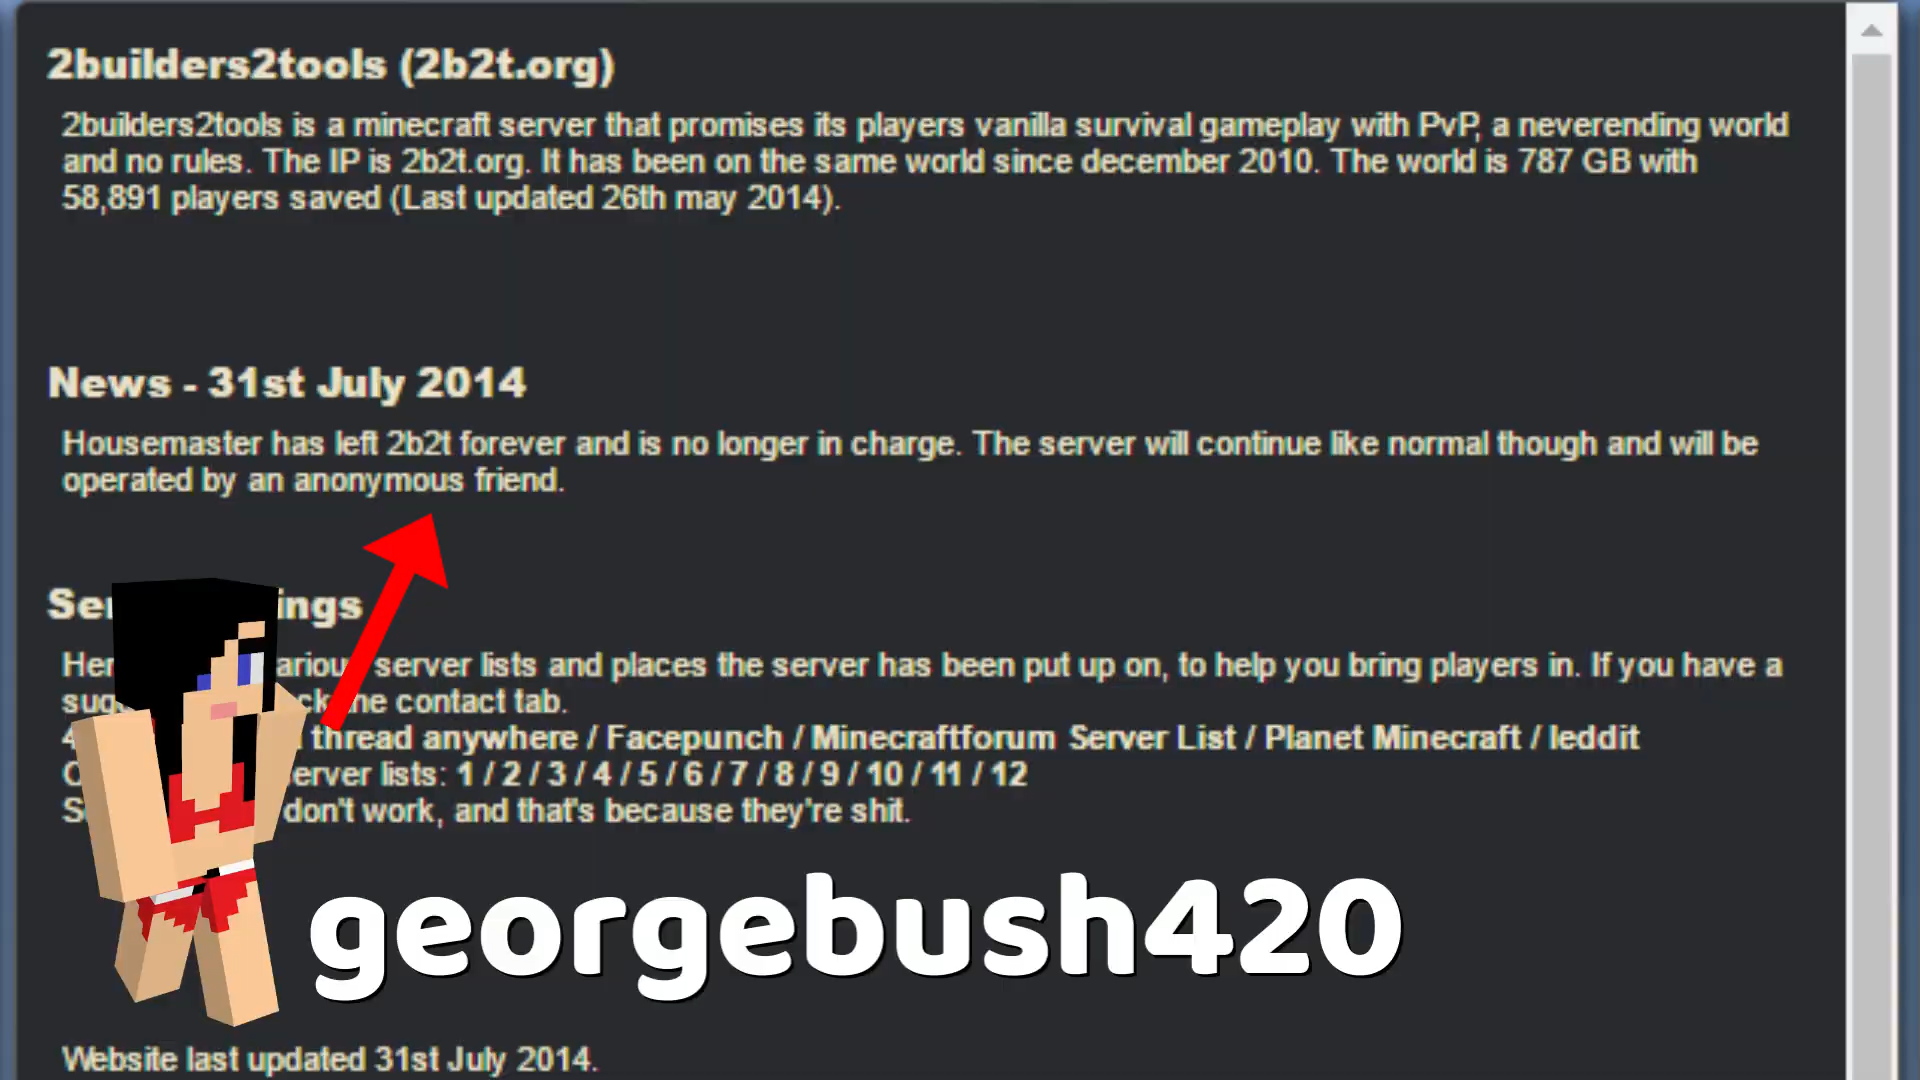 2builders2tools (2b2t.org)
2builders2tools is a minecraft server that promises its players vanilla survival gameplay with PvP, a neverending world
and no rules. The IP is 2b2t.org. It has been on the same world since december 2010. The world is 787 GB with
58,891 players saved (Last updated 26th may 2014).
News - 31st July 2014
Housemaster has left 2b2t forever and is no longer in charge. The server will continue like normal though and will be
operated by an anonymous friend.
server lists and places the server has been put up on, to help you bring players in. If you have a
contact tab.
thread anywhere / Facepunch / Minecraftforum Server List / Planet Minecraft / leddit
lists: 1 / 2 / 3 / 4 / 5 / 6 / 7 / 8 / 9 / 10 / 11 / 12
don't work, and that's because they're shit.
georgebush420
Website last updated 31st July 2014.